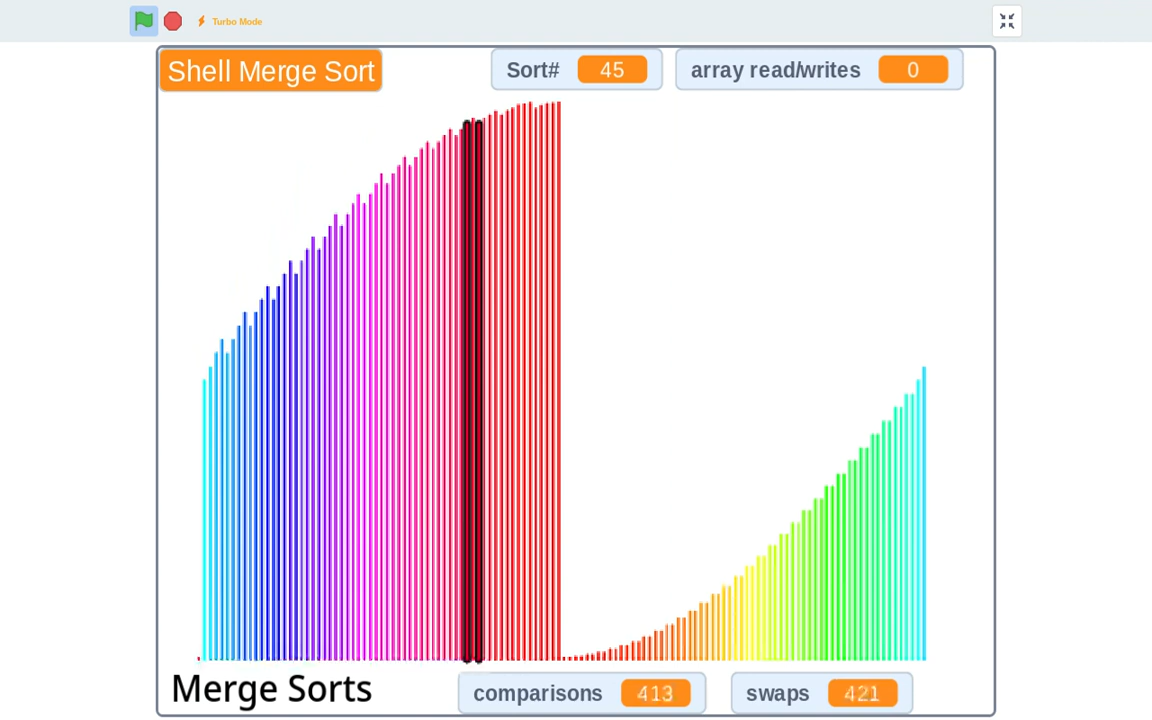 Turbo Mode
Shell Merge Sort
Sort# 45
array read/writes 0
Merge Sorts
comparisons 413
swaps 421